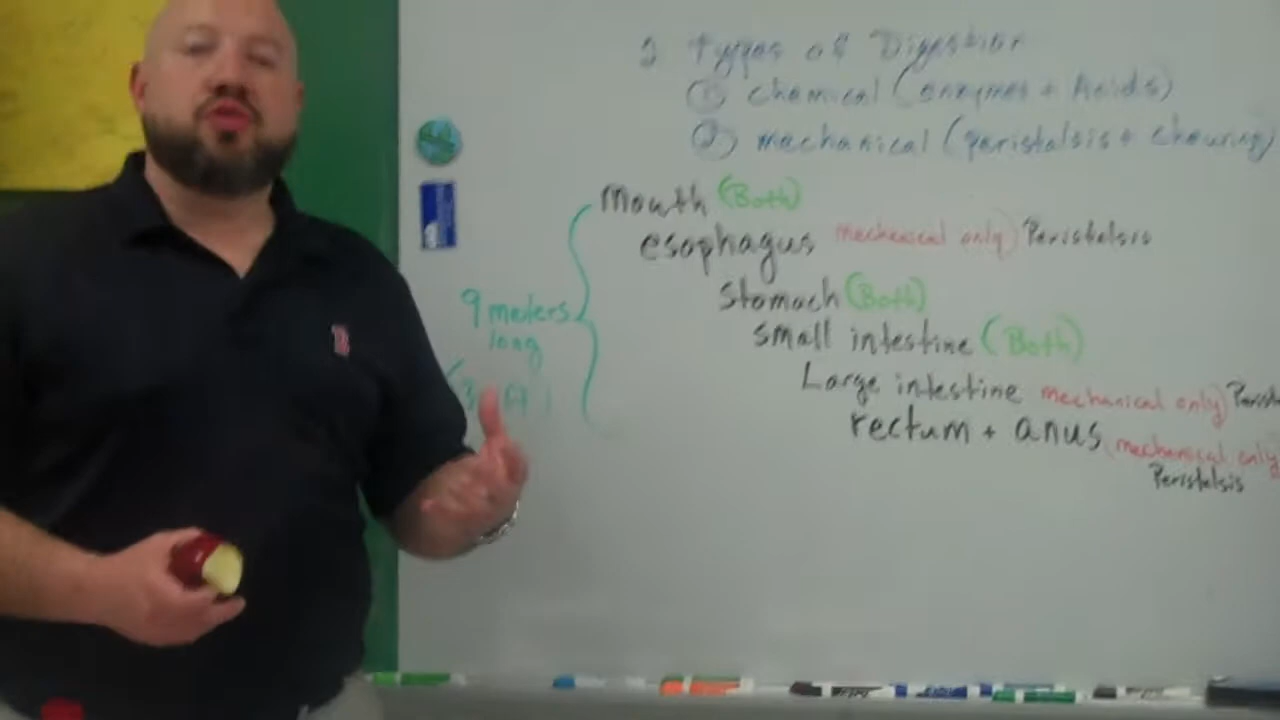 2 Types of Digestion
① chemical (enzymes + Acids)
② mechanical (peristalsis + chewing)
Mouth (Both)
esophagus mechanical only) Peristalsis
Stomach (Both)
small intestine (Both)
Large intestine mechanical only)
rectum + anus (mechanical only
Peristalsis
9 meters
long
B